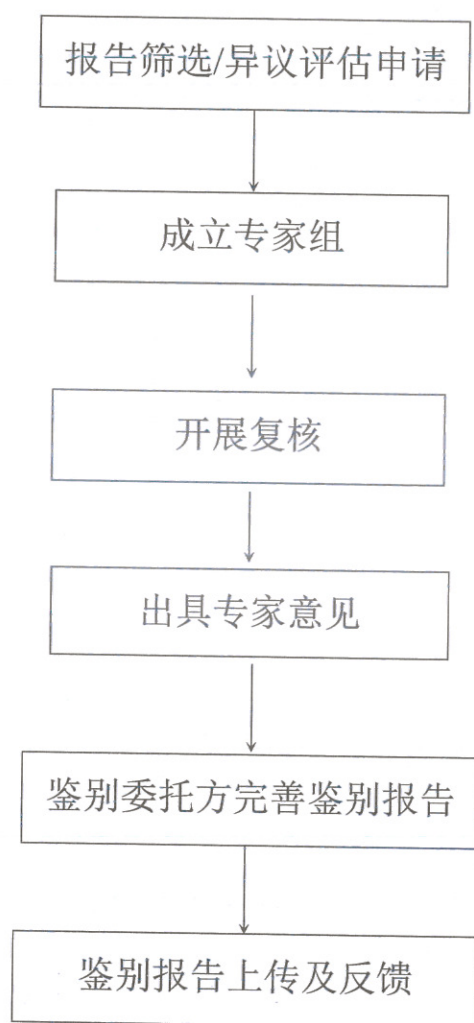 报告筛选/异议评估申请
成立专家组
开展复核
出具专家意见
鉴别委托方完善鉴别报告
鉴别报告上传及反馈